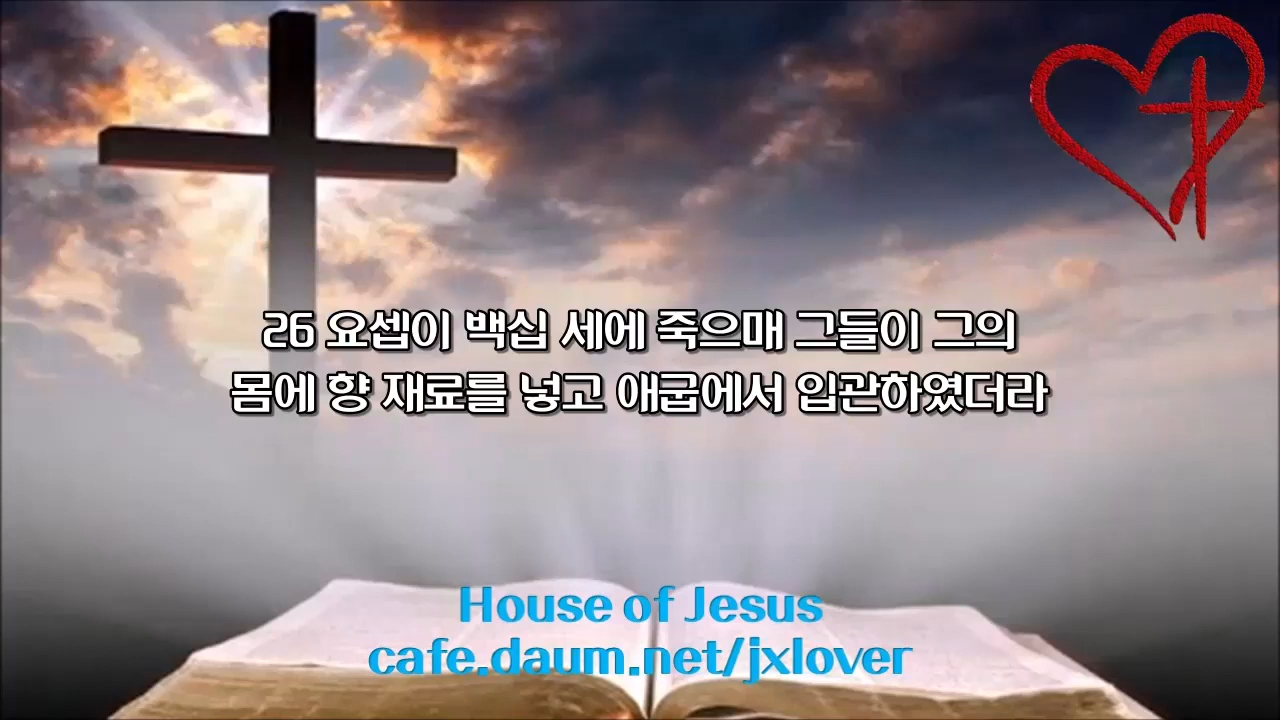 26 요셉이 백십 세에 죽으매 그들이 그의
몸에 향 재료를 넣고 애굽에서 입관하였더라
House of Jesus
cafe.daum.net/jxlover